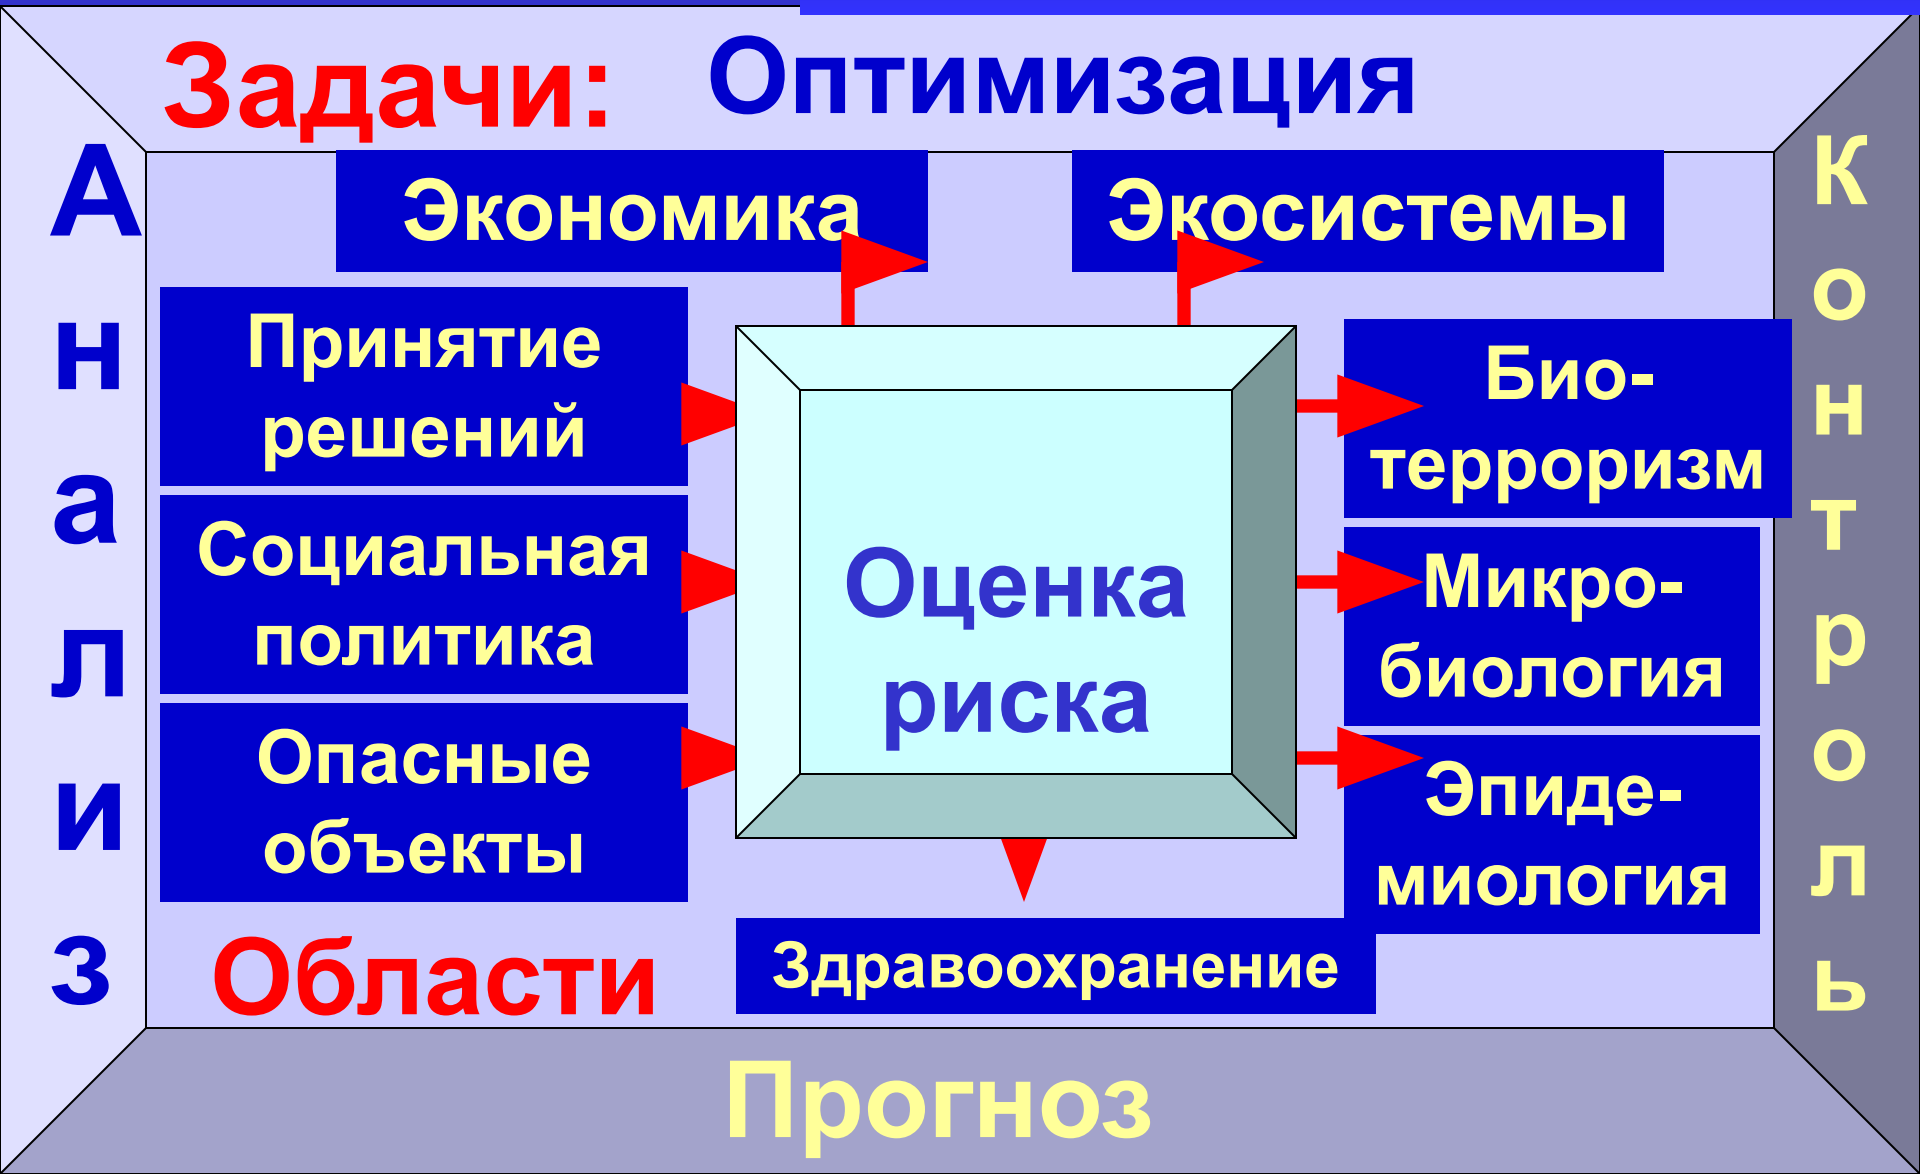 Задачи: Оптимизация
Анализ
Экономика
Экосистемы
Принятие
решений
Социальная
политика
Опасные
объекты
Оценка
риска
Био-
терроризм
Микро-
биология
Эпиде-
миология
Здравоохранение
Области
Контроль
Прогноз